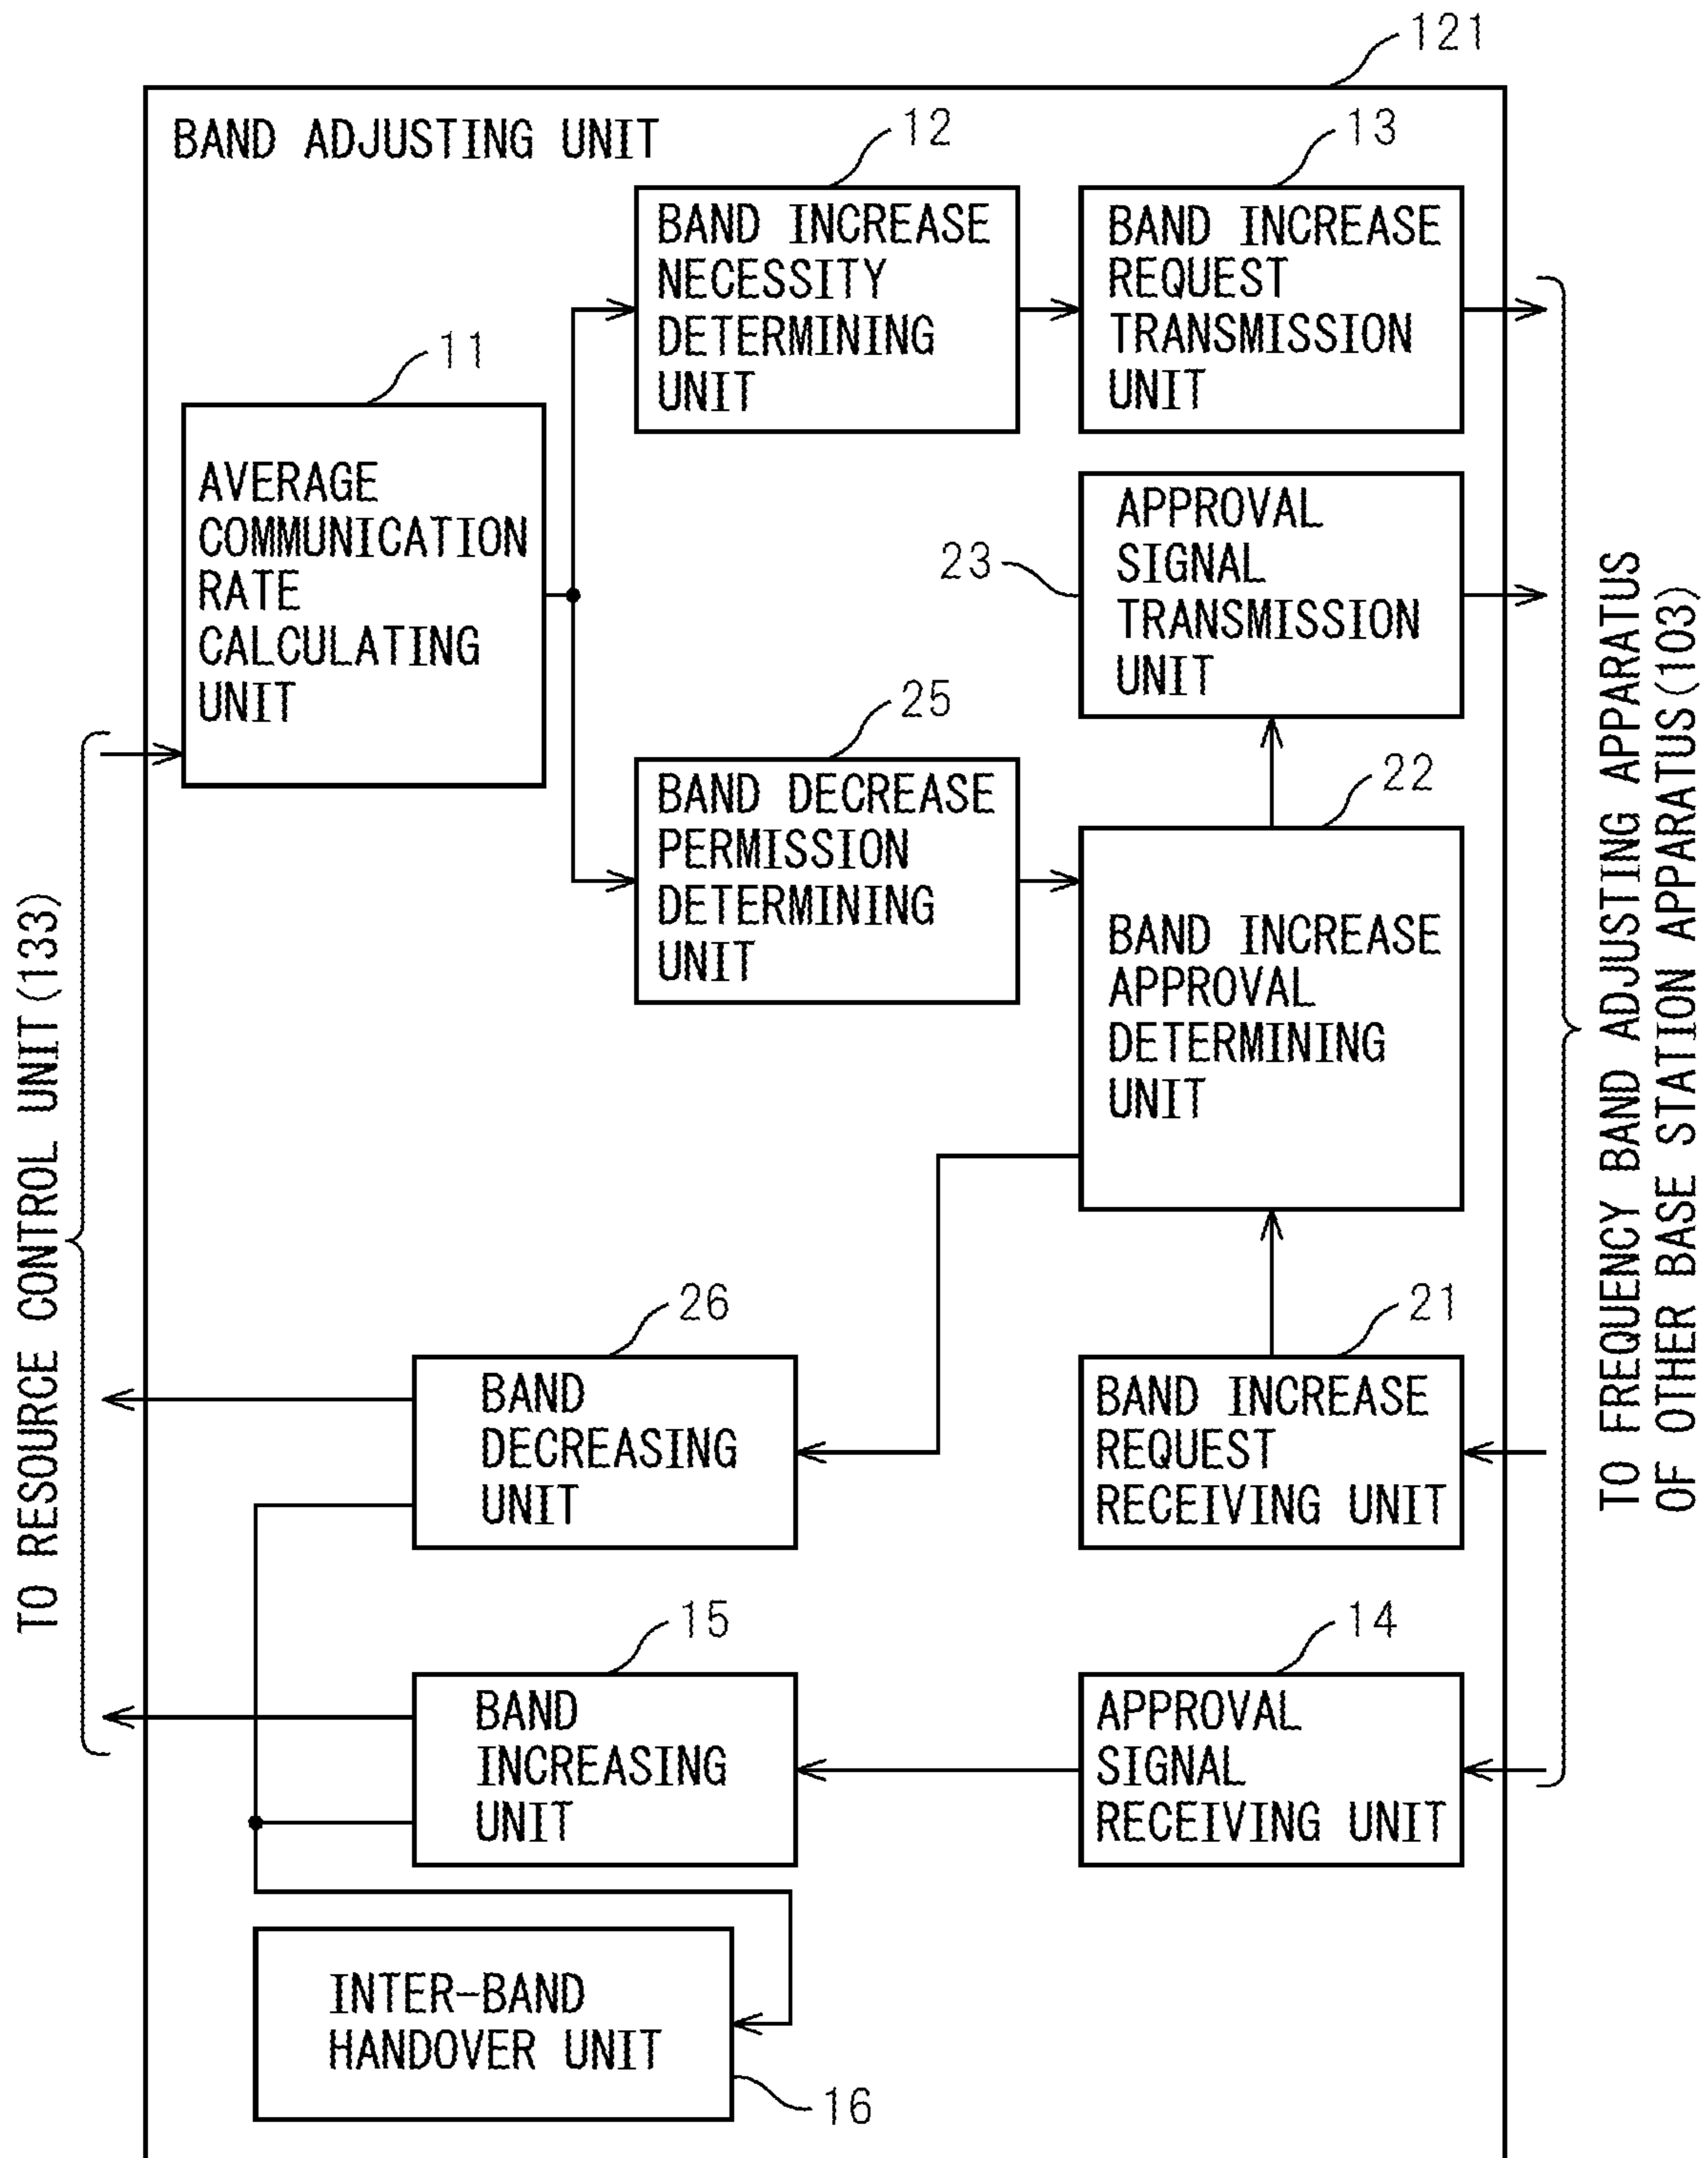 121
BAND ADJUSTING UNIT
12
BAND INCREASE
NECESSITY
DETERMINING
UNIT
13
BAND INCREASE
REQUEST
TRANSMISSION
UNIT
11
AVERAGE
COMMUNICATION
RATE
CALCULATING
UNIT
23
APPROVAL
SIGNAL
TRANSMISSION
UNIT
25
BAND DECREASE
PERMISSION
DETERMINING
UNIT
22
BAND INCREASE
APPROVAL
DETERMINING
UNIT
26
BAND
DECREASING
UNIT
21
BAND INCREASE
REQUEST
RECEIVING UNIT
15
BAND
INCREASING
UNIT
14
APPROVAL
SIGNAL
RECEIVING UNIT
INTER-BAND
HANDOVER UNIT
16
TO RESOURCE CONTROL UNIT(133)
TO FREQUENCY BAND ADJUSTING APPARATUS
OF OTHER BASE STATION APPARATUS(103)